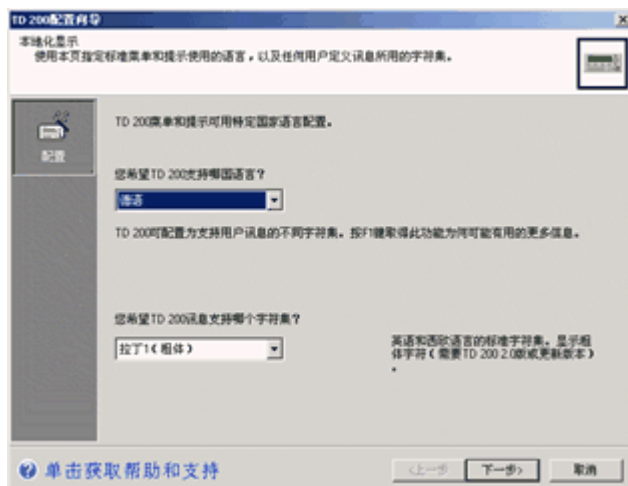 TD 200配置向导
本地化显示
使用本页指定标准菜单和提示使用的语言，以及任何用户定义讯息所用的字符集。
配置
TD 200菜单和提示可用特定国家语言配置。
您希望TD 200支持哪国语言？
德语
TD 200可配置为支持用户讯息的不同字符集。按F1键取得此功能为何可能有用的更多信息。
您希望TD 200讯息支持哪个字符集？
拉丁1（粗体）
英语和西欧语言的标准字符集。显示粗
体字符（需要TD 200 2.0版或更新版本）
。
单击获取帮助和支持
<上一步
下一步>
取消